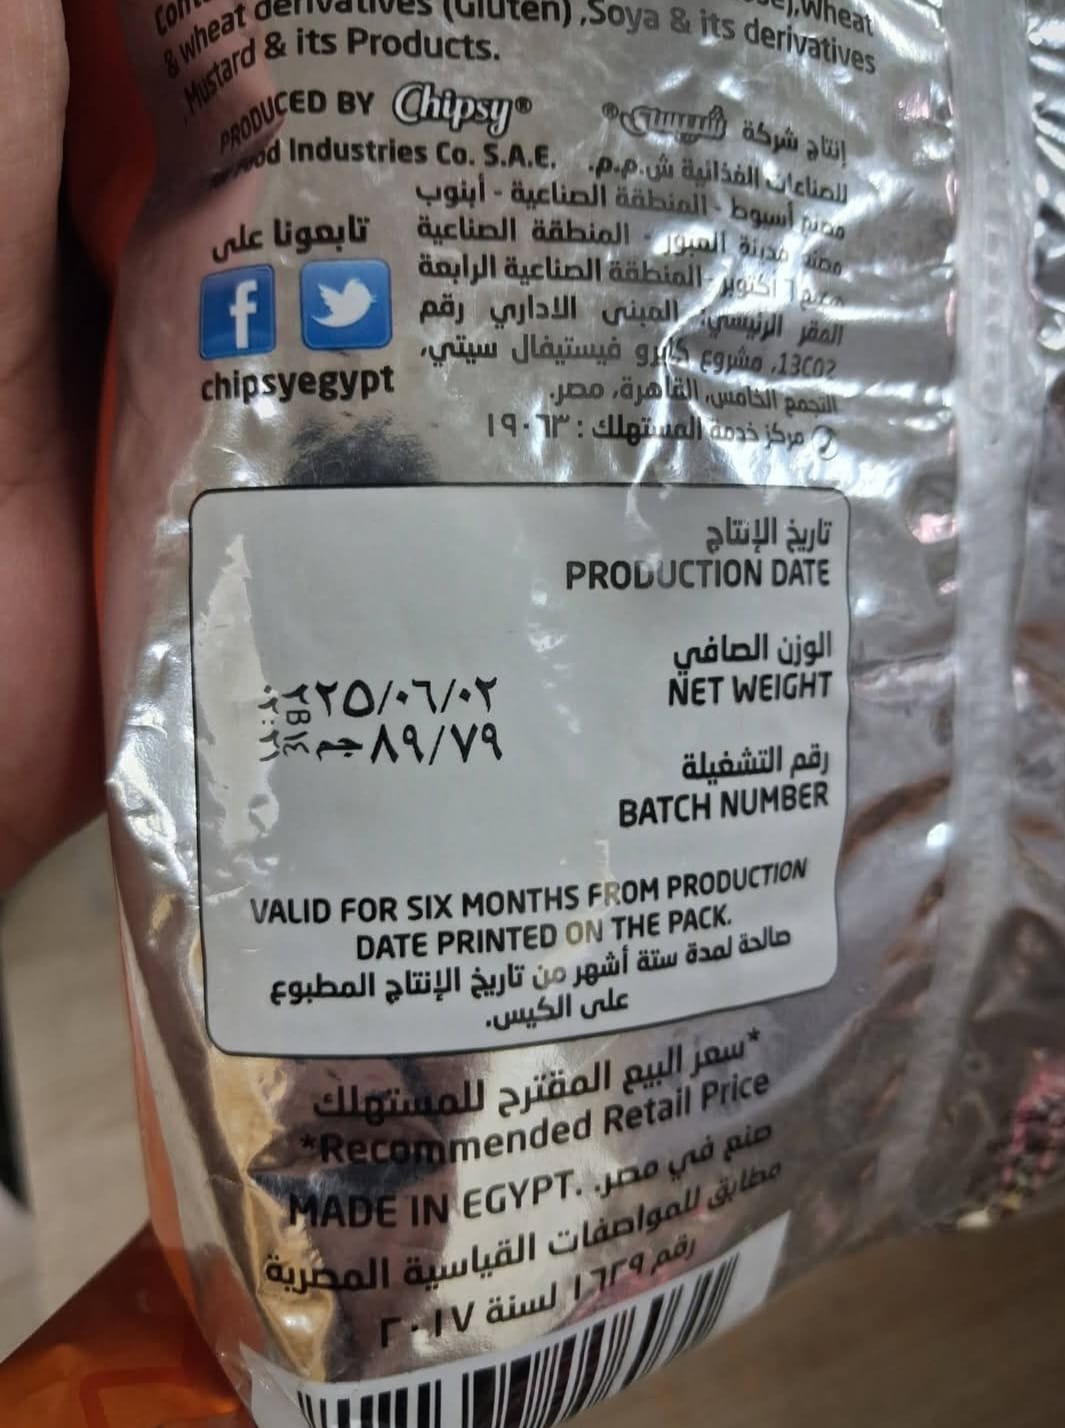 & wheat derivatives (Gluten) ,Soya & its derivatives
,Mustard & its Products.
PRODUCED BY Chipsy®
Food Industries Co. S.A.E.
إنتاج شركة شيبسي®
للصناعات الغذائية ش.م.م.
مصنع أسيوط - المنطقة الصناعية - أبنوب
مصنع مدينة العبور - المنطقة الصناعية
مصنع ٦ اكتوبر - المنطقة الصناعية الرابعة
المقر الرئيسي: المبنى الاداري رقم
13C02، مشروع كايرو فيستيفال سيتي،
التجمع الخامس، القاهرة، مصر.
مركز خدمة المستهلك : ١٩٠٦٣
تابعونا على
chipsyegypt
تاريخ الإنتاج
PRODUCTION DATE
الوزن الصافي
NET WEIGHT
٢٥/٠٦/٠٢
٨٩/٧٩ جم
رقم التشغيلة
BATCH NUMBER
VALID FOR SIX MONTHS FROM PRODUCTION
DATE PRINTED ON THE PACK.
صالحة لمدة ستة أشهر من تاريخ الإنتاج المطبوع
على الكيس.
*سعر البيع المقترح للمستهلك
*Recommended Retail Price
MADE IN EGYPT. صنع في مصر.
مطابق للمواصفات القياسية المصرية
رقم ١٦٢٩ لسنة ٢٠١٧